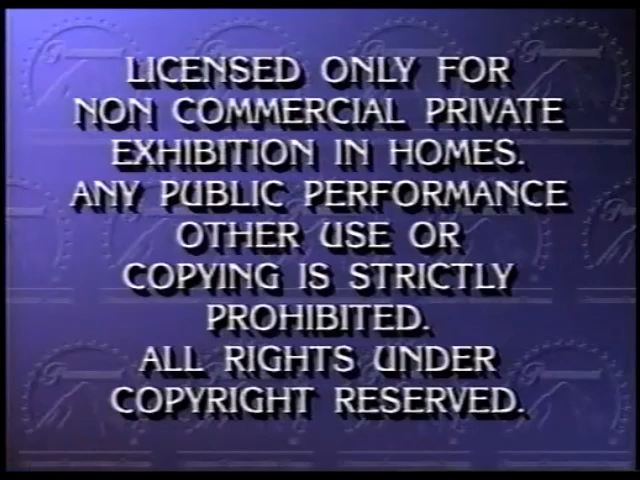 LICENSED ONLY FOR
NON COMMERCIAL PRIVATE
EXHIBITION IN HOMES.
ANY PUBLIC PERFORMANCE
OTHER USE OR
COPYING IS STRICTLY
PROHIBITED.
ALL RIGHTS UNDER
COPYRIGHT RESERVED.